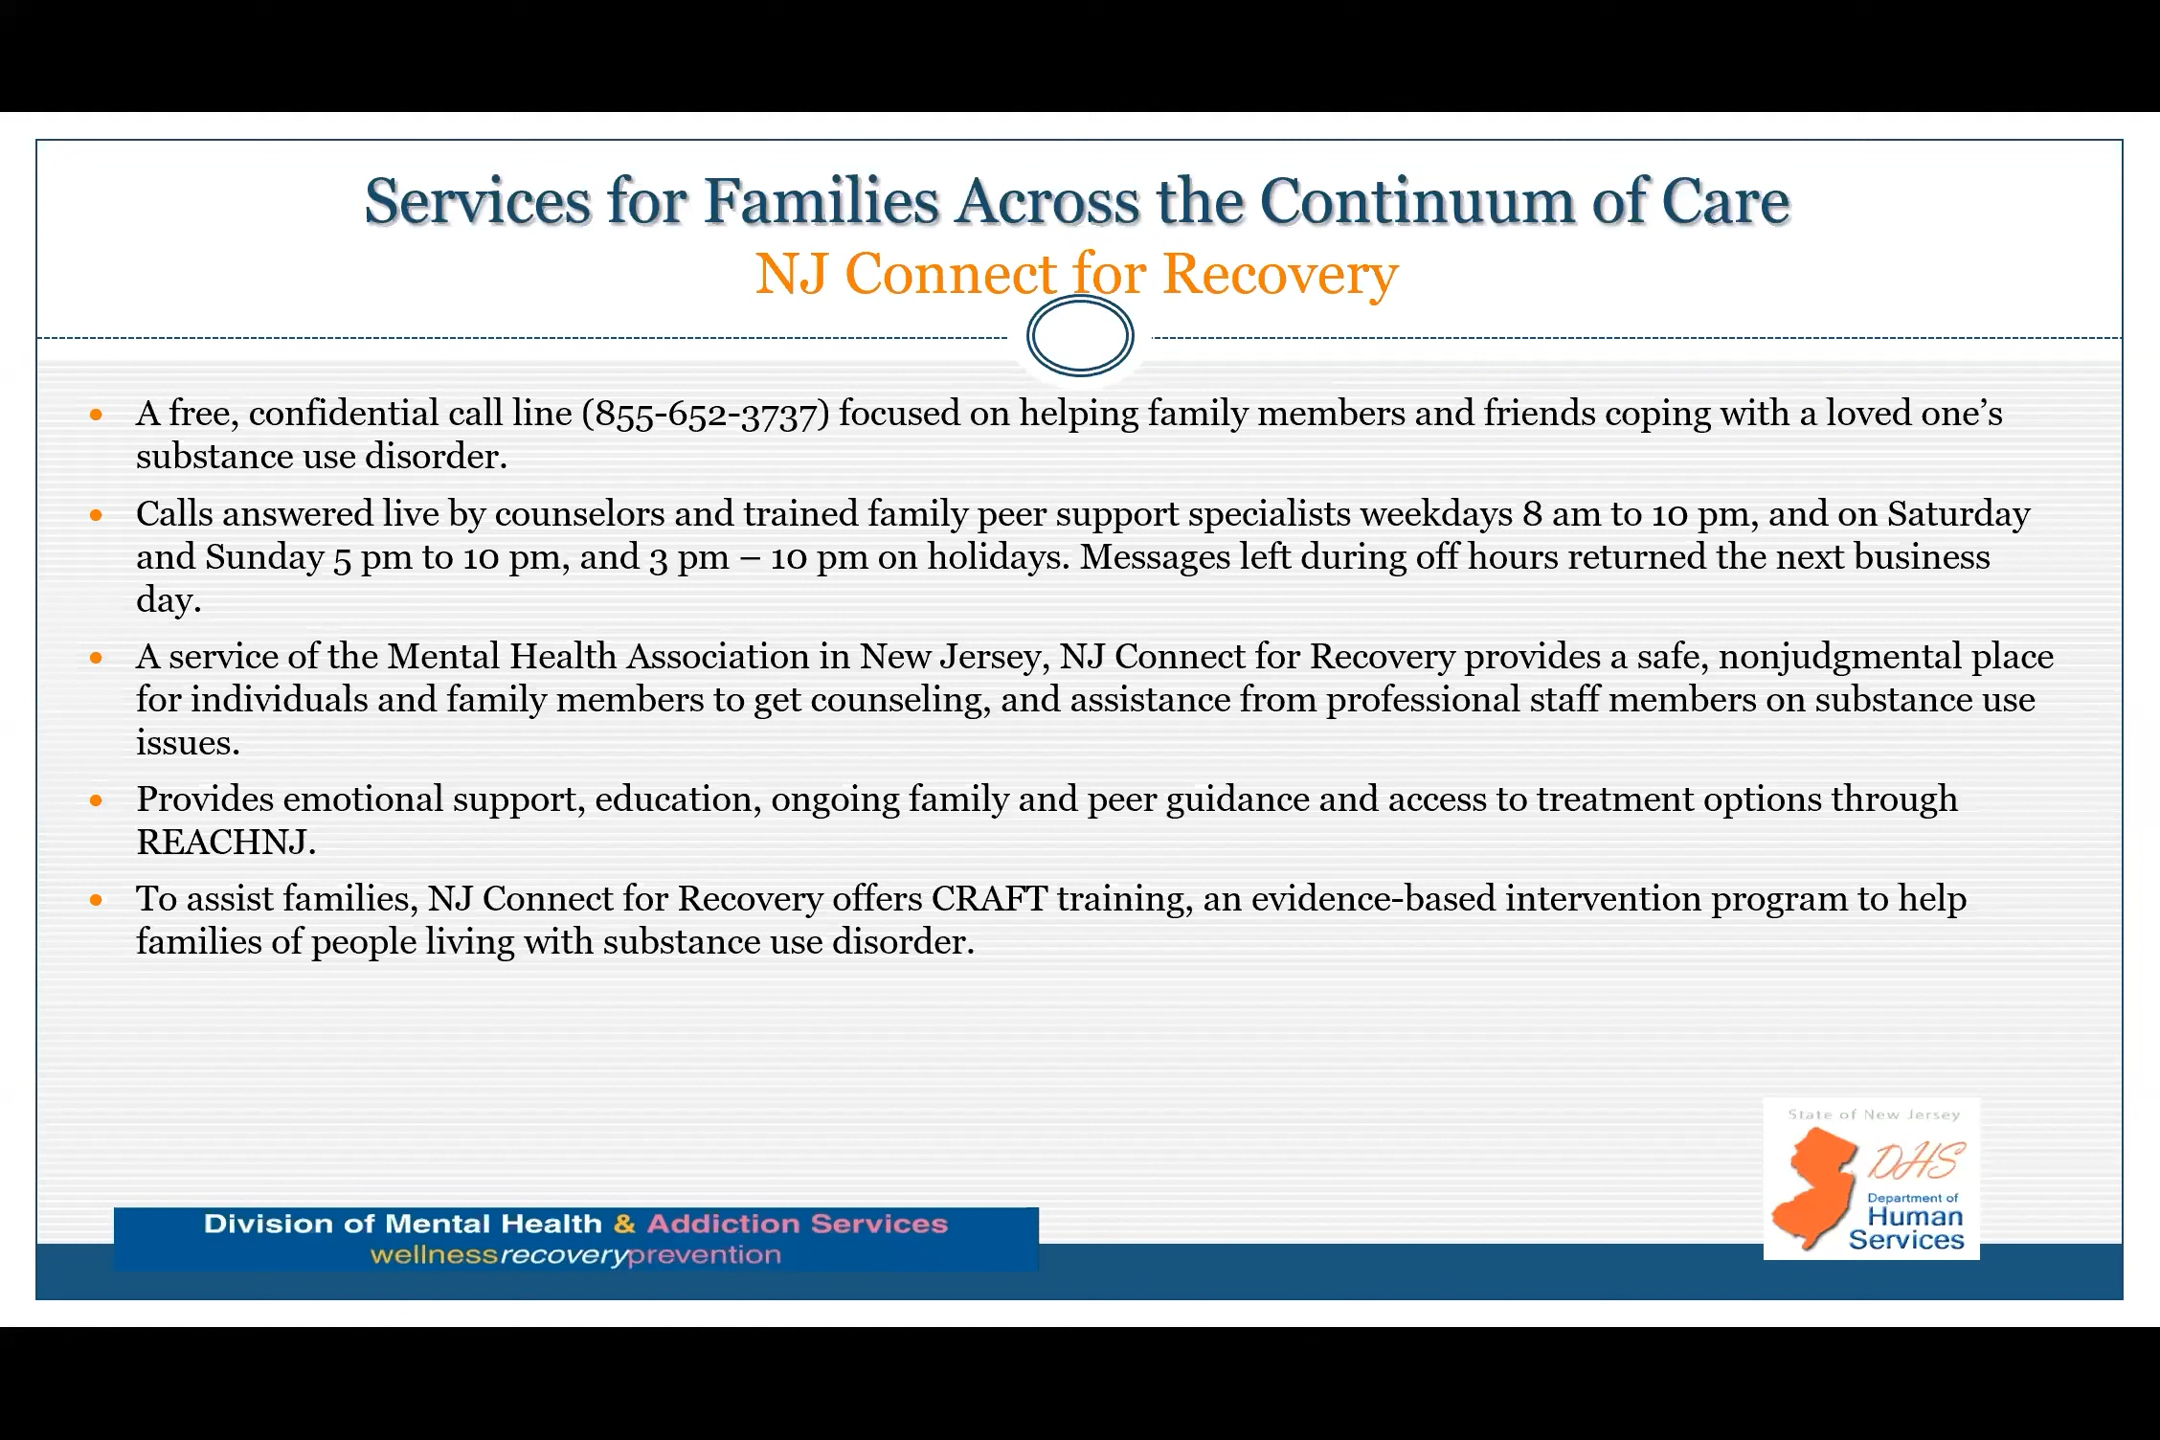 Services for Families Across the Continuum of Care
NJ Connect for Recovery
• A free, confidential call line (855-652-3737) focused on helping family members and friends coping with a loved one’s
substance use disorder.
• Calls answered live by counselors and trained family peer support specialists weekdays 8 am to 10 pm, and on Saturday
and Sunday 5 pm to 10 pm, and 3 pm – 10 pm on holidays. Messages left during off hours returned the next business
day.
• A service of the Mental Health Association in New Jersey, NJ Connect for Recovery provides a safe, nonjudgmental place
for individuals and family members to get counseling, and assistance from professional staff members on substance use
issues.
• Provides emotional support, education, ongoing family and peer guidance and access to treatment options through
REACHNJ.
• To assist families, NJ Connect for Recovery offers CRAFT training, an evidence-based intervention program to help
families of people living with substance use disorder.
Division of Mental Health & Addiction Services
wellnessrecoveryprevention
State of New Jersey
DHS
Department of
Human
Services